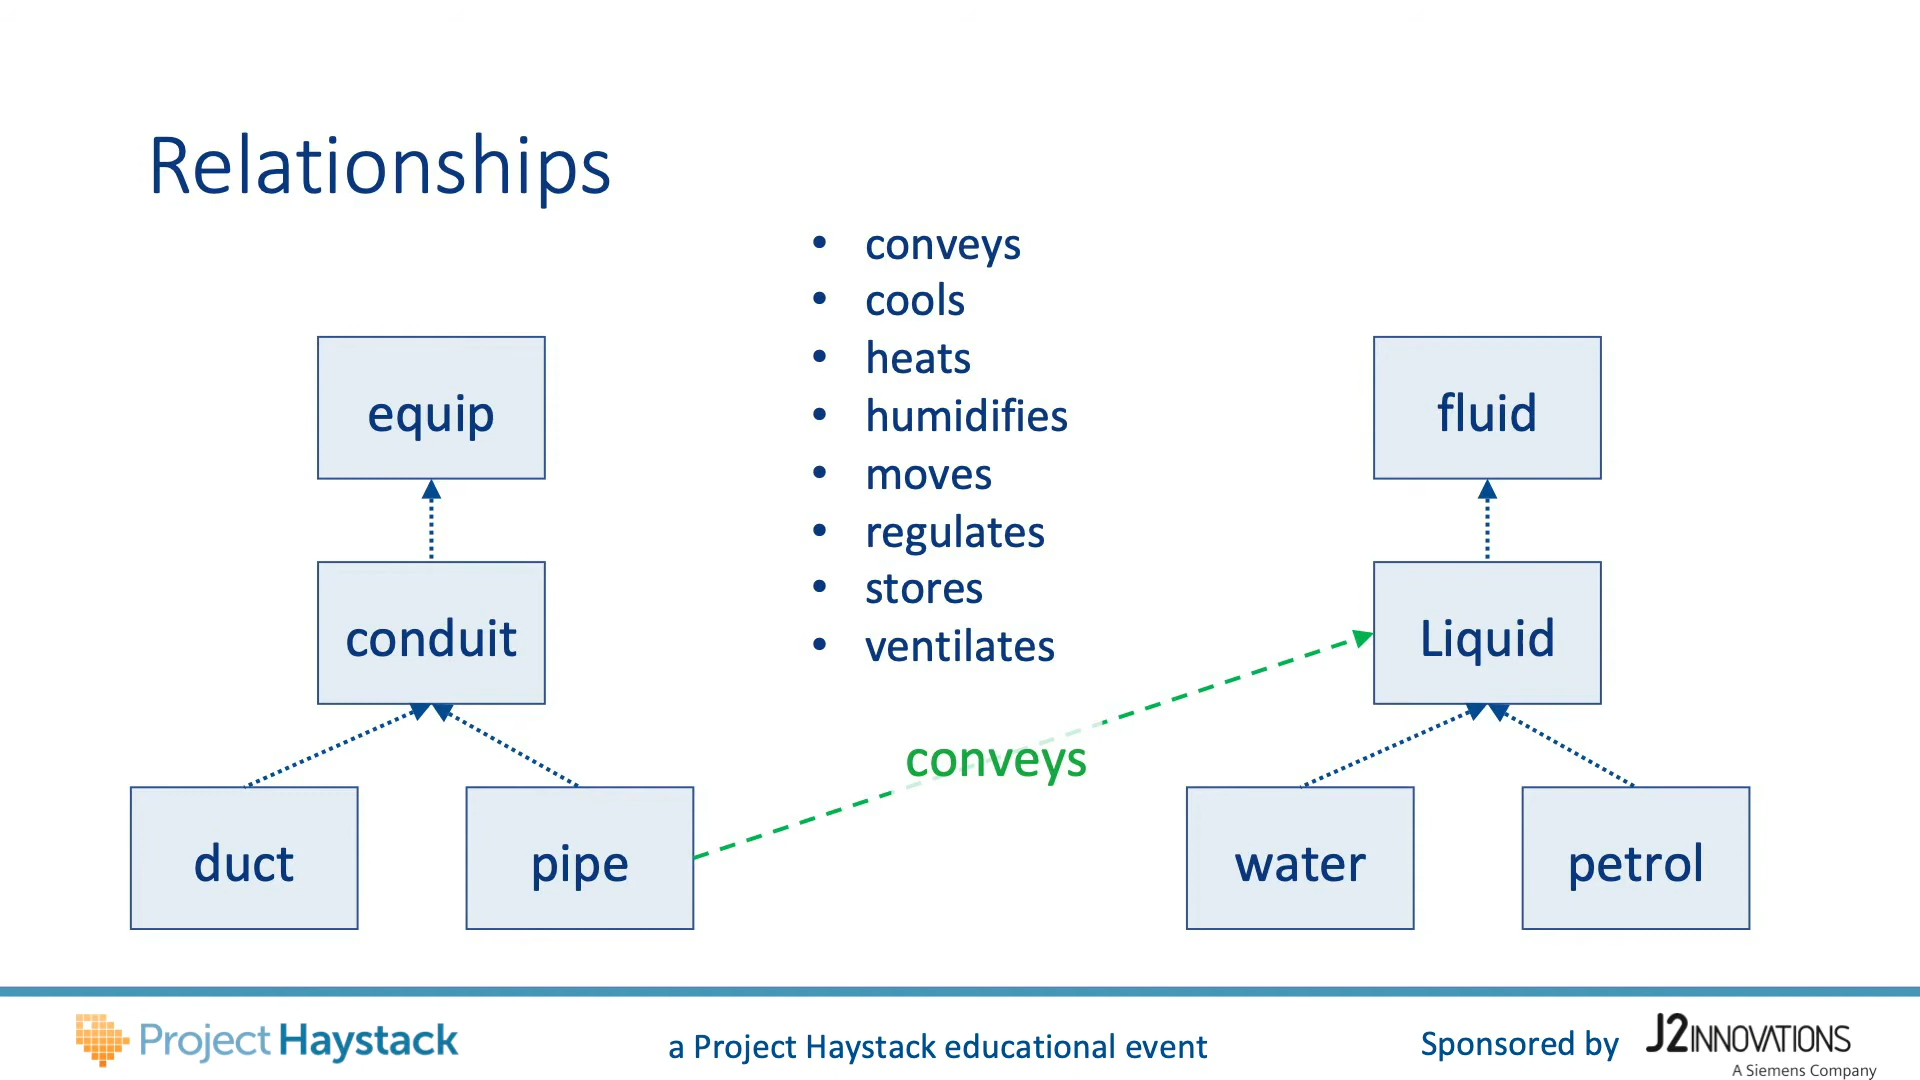 Relationships
• conveys
• cools
• heats
• humidifies
• moves
• regulates
• stores
• ventilates
equip
fluid
conduit
Liquid
conveys
duct
pipe
water
petrol
Project Haystack
a Project Haystack educational event
Sponsored by
J2INNOVATIONS
A Siemens Company